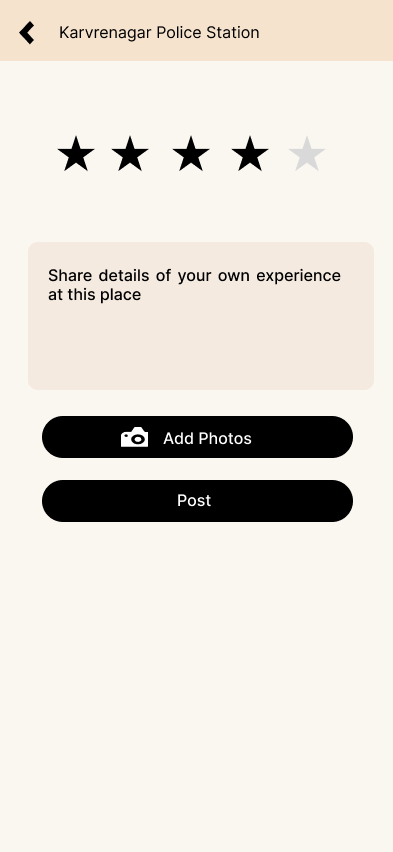 Karvrenagar Police Station
Share details of your own experience
at this place
Add Photos
Post